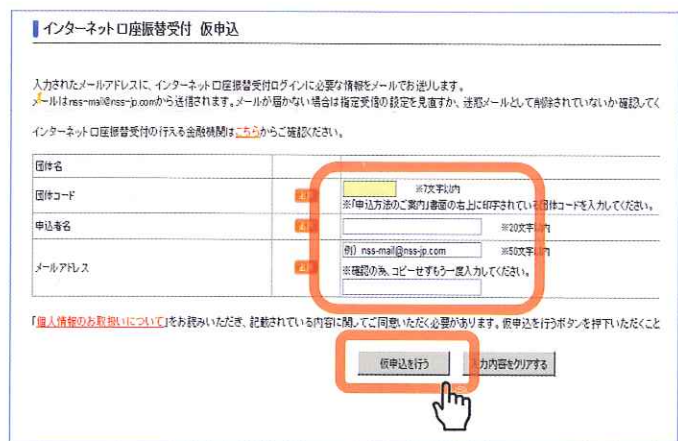 インターネット口座振替受付 仮申込
入力されたメールアドレスに、インターネット口座振替受付ログインに必要な情報をメールでお送りします。
メールはnss-mail@nss-jp.comから送信されます。メールが届かない場合は指定受信の設定を見直すか、迷惑メールとして削除されていないか確認してく
インターネット口座振替受付の行える金融機関はこちらからご確認ください。
団体名
団体コード 必須 ※7文字以内
※「申込方法のご案内」書面の右上に印字されている団体コードを入力してください。
申込者名 必須 ※20文字以内
メールアドレス 必須 例) nss-mail@nss-jp.com ※50文字以内
※確認の為、コピーせずもう一度入力してください。
「個人情報のお取扱いについて」をお読みいただき、記載されている内容に関してご同意いただく必要があります。仮申込を行うボタンを押下いただくこと
仮申込を行う 入力内容をクリアする